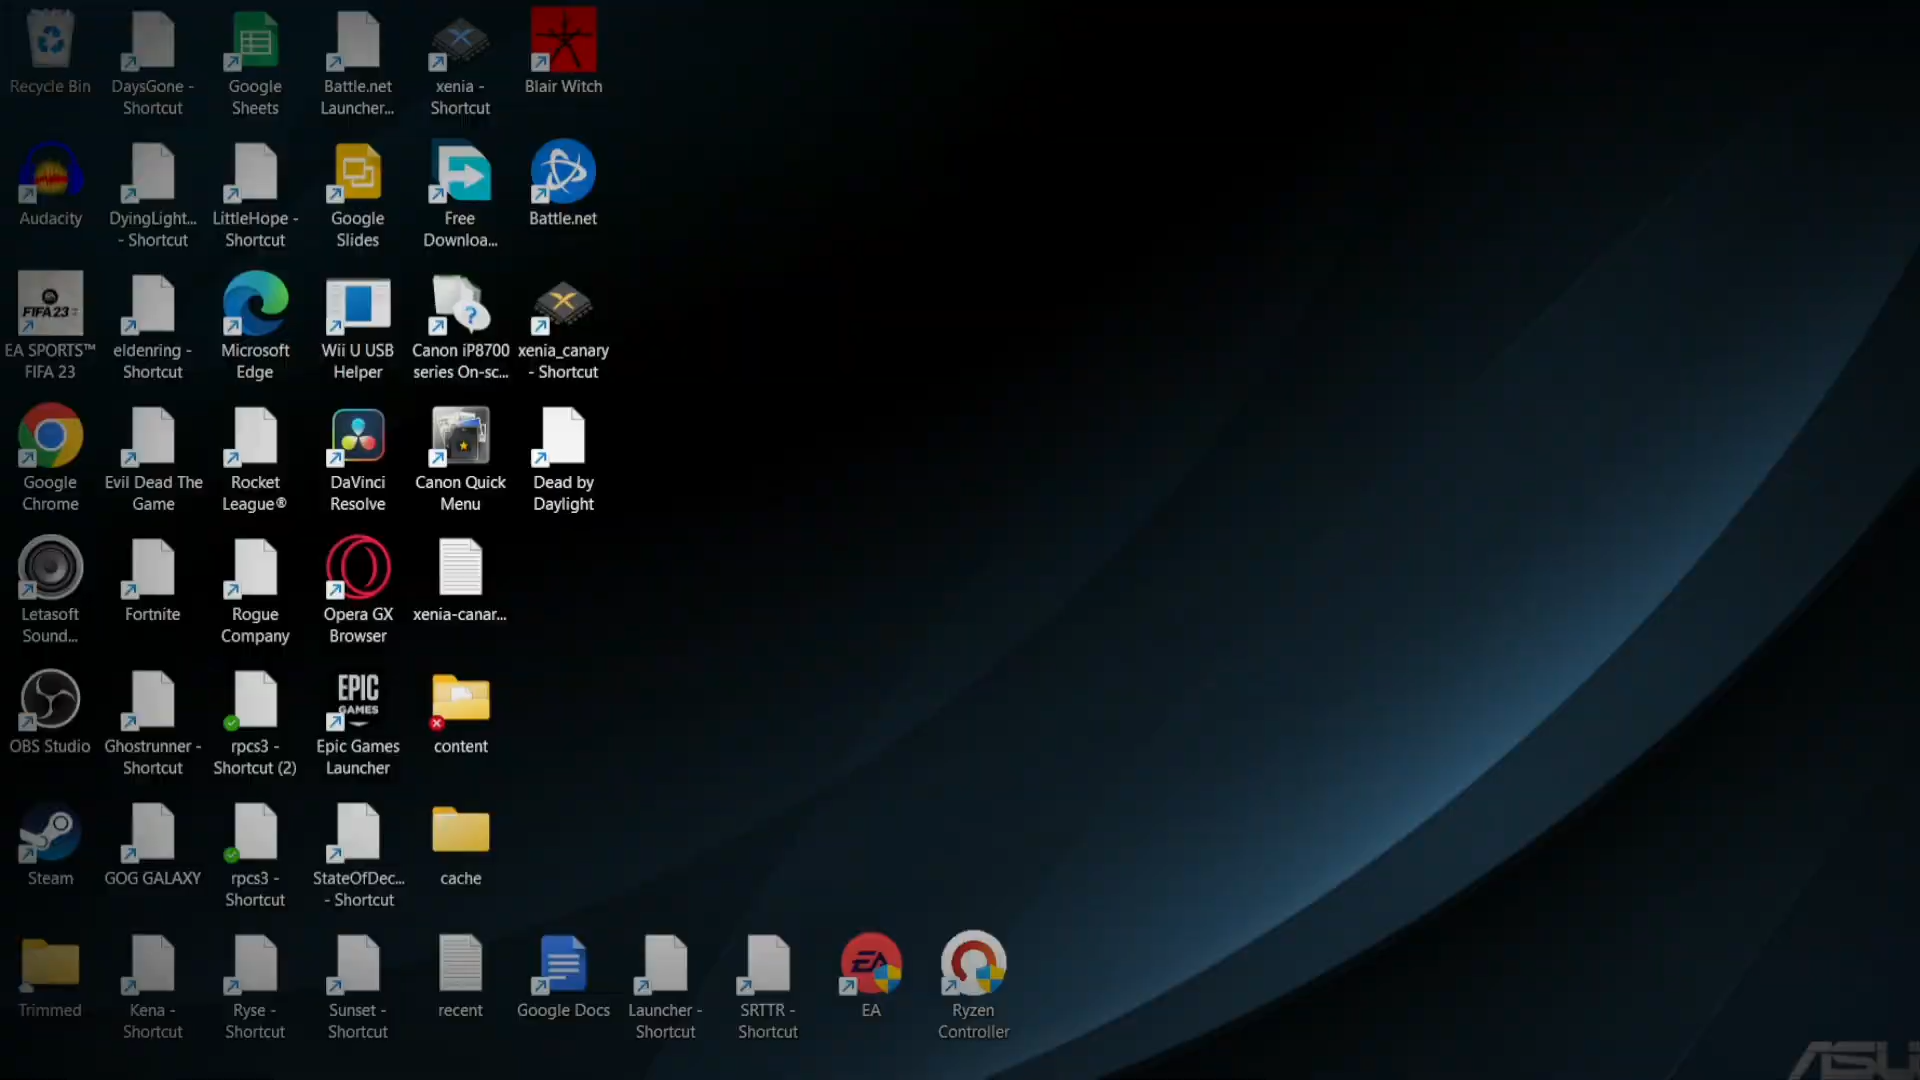 Recycle Bin
DaysGone -
Shortcut
Google
Sheets
Battle.net
Launcher...
xenia -
Shortcut
Blair Witch
Audacity
DyingLight...
- Shortcut
LittleHope -
Shortcut
Google
Slides
Free
Downloa...
Battle.net
FIFA 23
EA SPORTS™
FIFA 23
eldenring -
Shortcut
Microsoft
Edge
Wii U USB
Helper
Canon iP8700
series On-sc...
xenia_canary
- Shortcut
Google
Chrome
Evil Dead The
Game
Rocket
League®
DaVinci
Resolve
Canon Quick
Menu
Dead by
Daylight
Letasoft
Sound...
Fortnite
Rogue
Company
Opera GX
Browser
xenia-canar...
OBS Studio
Ghostrunner -
Shortcut
rpcs3 -
Shortcut (2)
EPIC
GAMES
Epic Games
Launcher
content
Steam
GOG GALAXY
rpcs3 -
Shortcut
StateOfDec...
- Shortcut
cache
Trimmed
Kena -
Shortcut
Ryse -
Shortcut
Sunset -
Shortcut
recent
Google Docs
Launcher -
Shortcut
SRTTR -
Shortcut
EA
EA
Ryzen
Controller